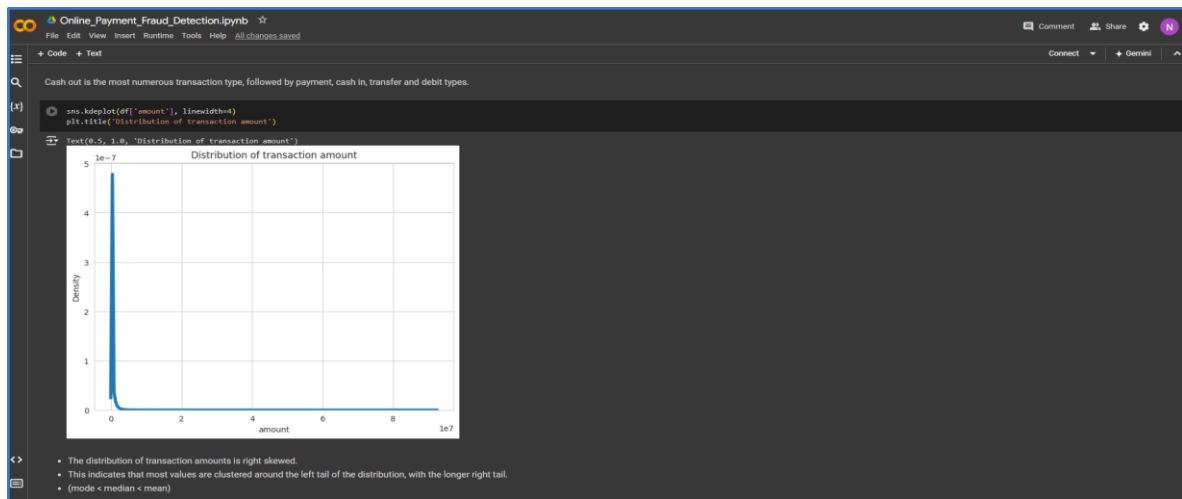 Online_Payment_Fraud_Detection.ipynb
Comment Share N
File Edit View Insert Runtime Tools Help All changes saved
+ Code + Text
Connect + Gemini
Cash out is the most numerous transaction type, followed by payment, cash in, transfer and debit types.
{x}
sns.kdeplot(df['amount'], linewidth=4)
plt.title('Distribution of transaction amount')
Text(0.5, 1.0, 'Distribution of transaction amount')
1e-7
Distribution of transaction amount
5
4
3
2
1
0
Density
0 2 4 6 8
1e7
amount
• The distribution of transaction amounts is right skewed.
• This indicates that most values are clustered around the left tail of the distribution, with the longer right tail.
• (mode < median < mean)